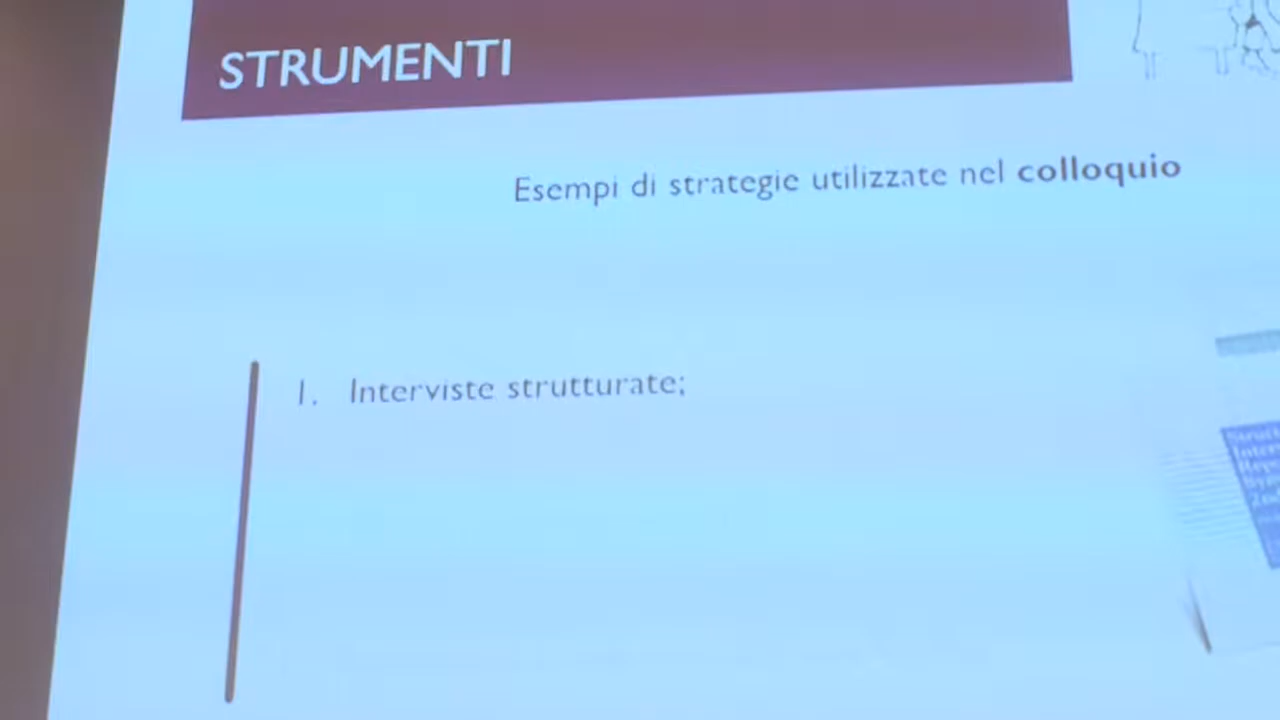 STRUMENTI
Esempi di strategie utilizzate nel colloquio
1. Interviste strutturate;